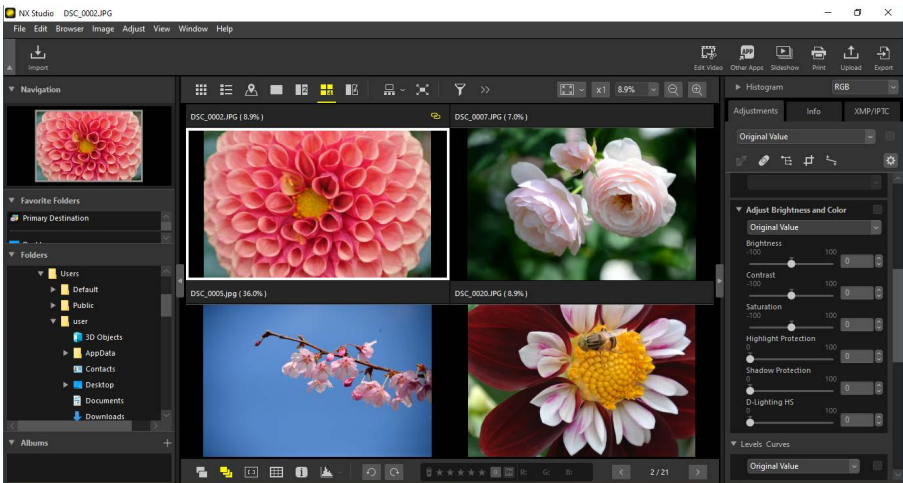 NX Studio DSC_0002.JPG
File Edit Browser Image Adjust View Window Help
Import
Edit Video Other Apps Slideshow Print Upload Export
Navigation
2 4
x1 8.9%
Histogram RGB
Adjustments Info XMP/IPTC
DSC_0002.JPG ( 8.9% )
DSC_0007.JPG ( 7.0% )
Original Value
Favorite Folders
Primary Destination
Folders
Users
Default
Public
user
3D Objects
AppData
Contacts
Desktop
Documents
Downloads
Albums
DSC_0005.jpg ( 36.0% )
DSC_0020.JPG ( 8.9% )
Adjust Brightness and Color
Original Value
Brightness
-100 100 0
Contrast
-100 100 0
Saturation
-100 100 0
Highlight Protection
0 100 0
Shadow Protection
0 100 0
D-Lighting HS
0 100 0
Levels Curves
Original Value
R: G: B:
2 / 21